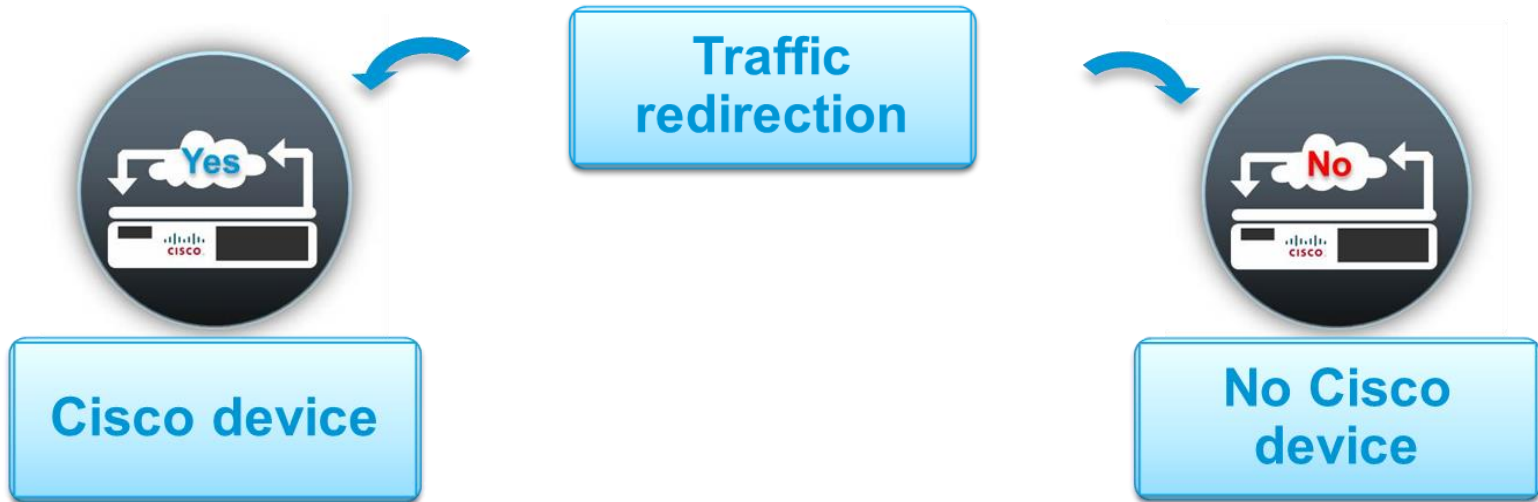 Traffic
redirection
Yes
CISCO
Cisco device
No
CISCO
No Cisco
device